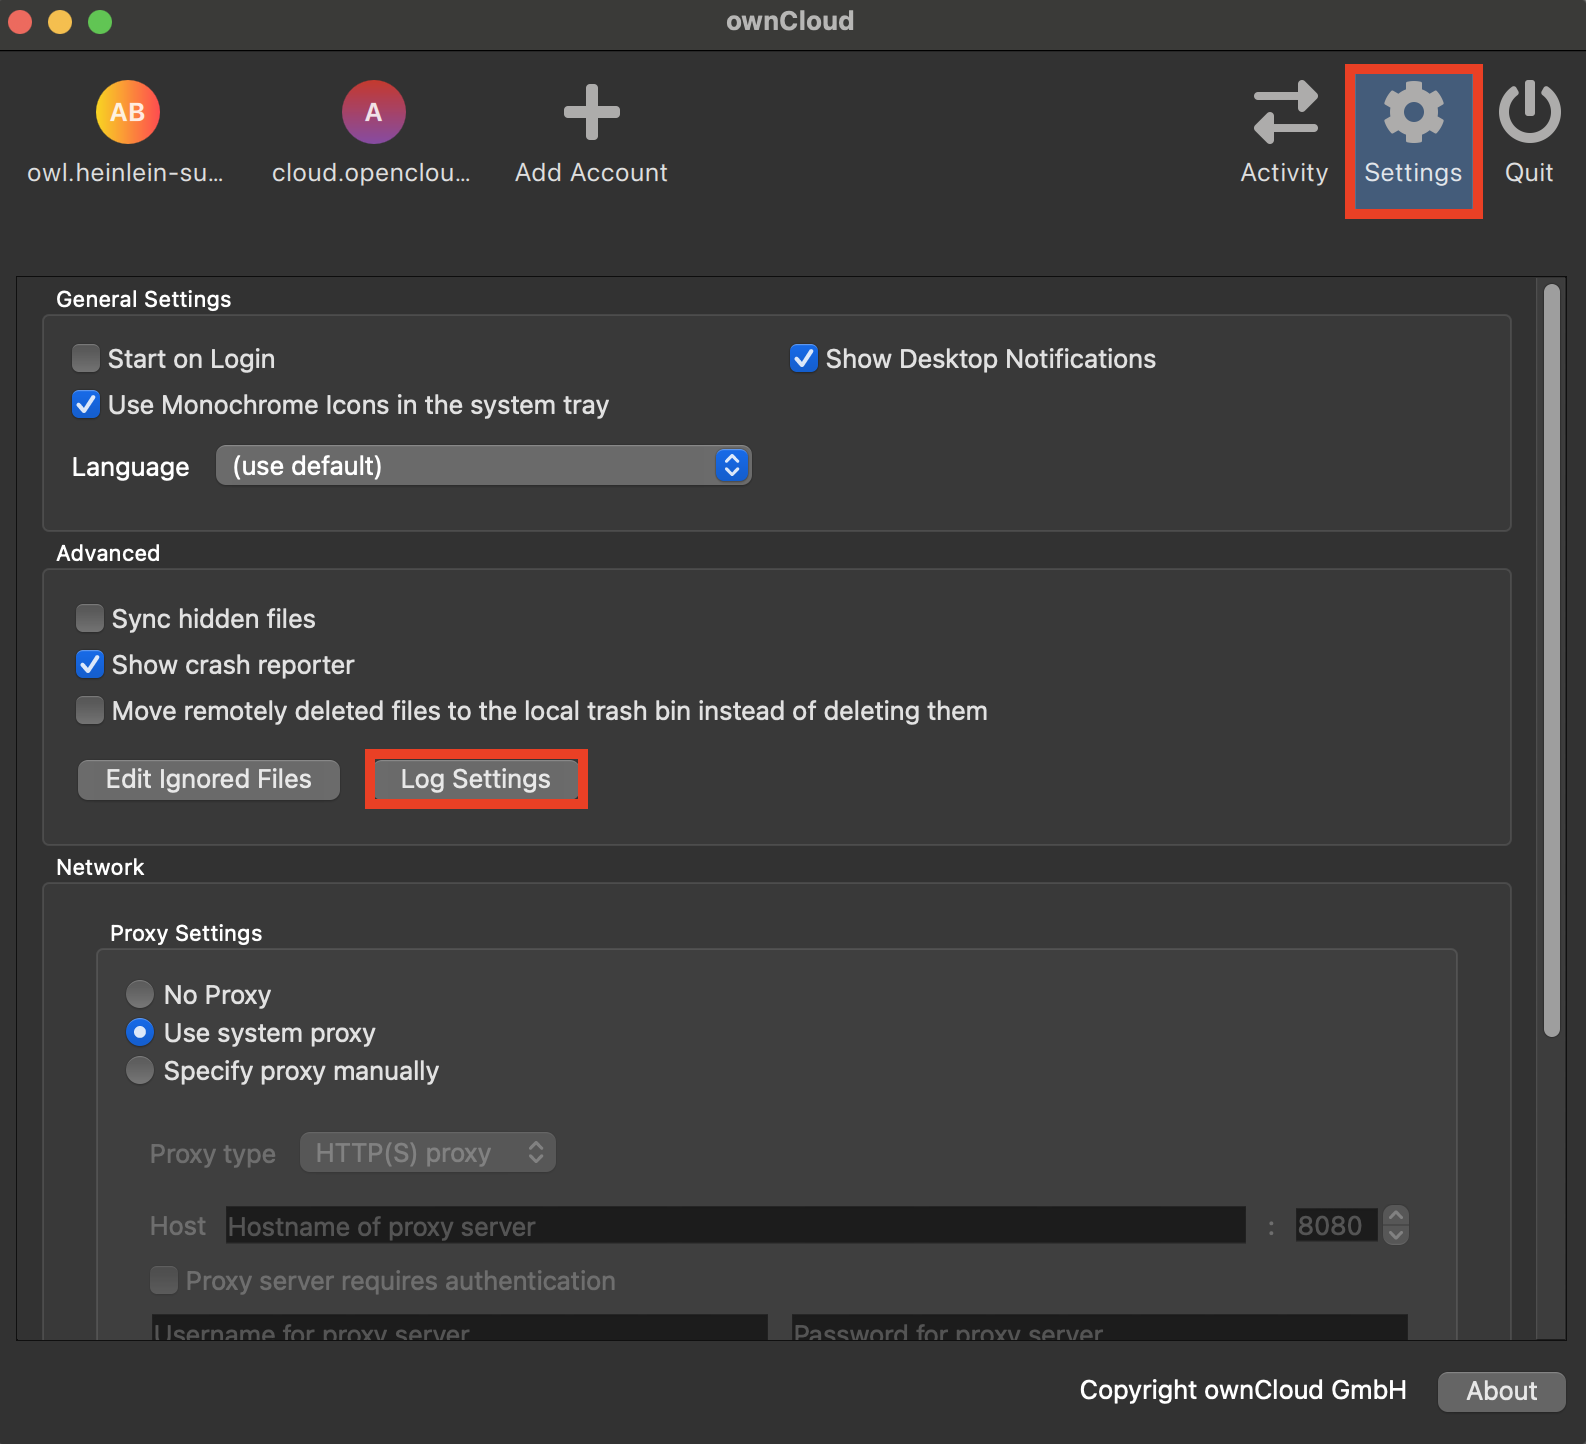 ownCloud
AB
A
owl.heinlein-su...
cloud.openclou...
Add Account
Activity
Settings
Quit
General Settings
Start on Login
Show Desktop Notifications
Use Monochrome Icons in the system tray
Language
(use default)
Advanced
Sync hidden files
Show crash reporter
Move remotely deleted files to the local trash bin instead of deleting them
Edit Ignored Files
Log Settings
Network
Proxy Settings
No Proxy
Use system proxy
Specify proxy manually
Proxy type
HTTP(S) proxy
Host
Hostname of proxy server
:
8080
Proxy server requires authentication
Username for proxy server
Password for proxy server
Copyright ownCloud GmbH
About